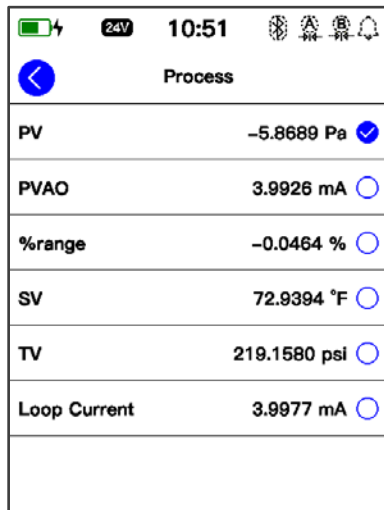 24V 10:51 A B
Process
PV -5.8689 Pa
PVAO 3.9926 mA
%range -0.0464 %
SV 72.9394 °F
TV 219.1580 psi
Loop Current 3.9977 mA